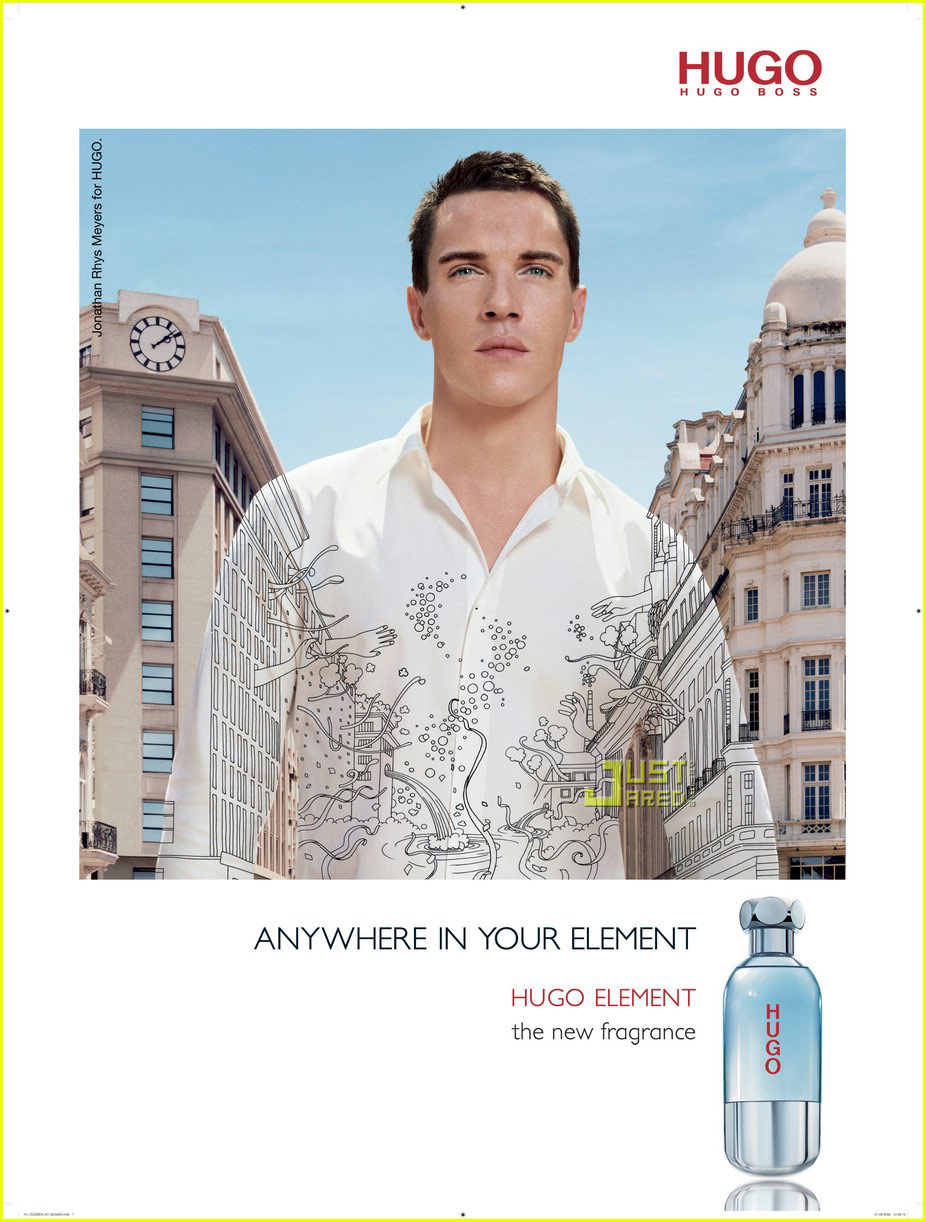 HUGO
HUGO BOSS
Jonathan Rhys Meyers for HUGO.
JUST
JARED
ANYWHERE IN YOUR ELEMENT
HUGO ELEMENT
the new fragrance
HUGO